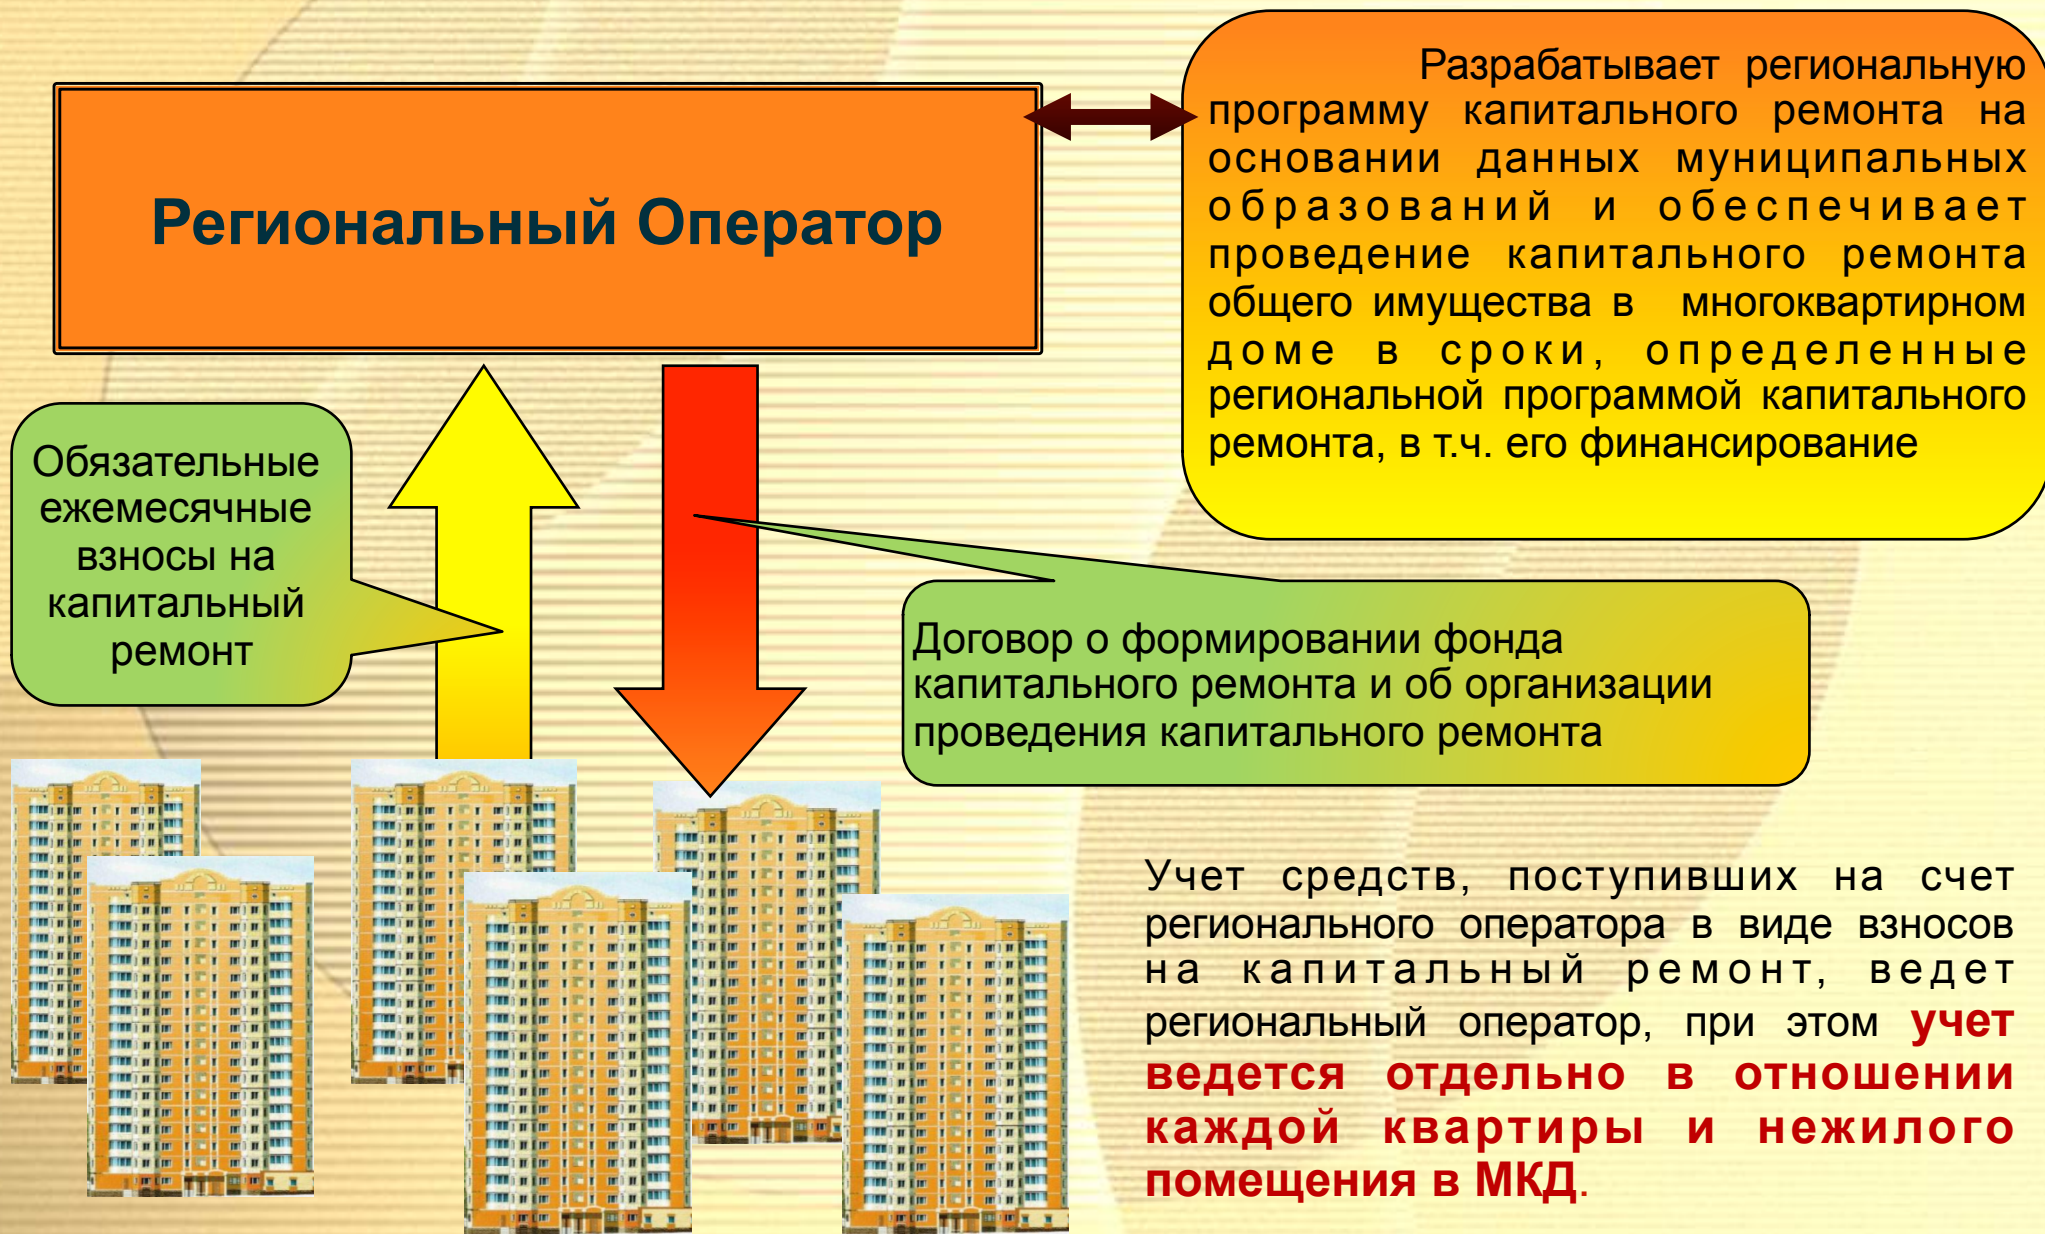 Региональный Оператор
Разрабатывает региональную
программу капитального ремонта на
основании данных муниципальных
образований и обеспечивает
проведение капитального ремонта
общего имущества в многоквартирном
доме в сроки, определенные
региональной программой капитального
ремонта, в т.ч. его финансирование
Обязательные
ежемесячные
взносы на
капитальный
ремонт
Договор о формировании фонда
капитального ремонта и об организации
проведения капитального ремонта
Учет средств, поступивших на счет
регионального оператора в виде взносов
на капитальный ремонт, ведет
региональный оператор, при этом учет
ведется отдельно в отношении
каждой квартиры и нежилого
помещения в МКД.